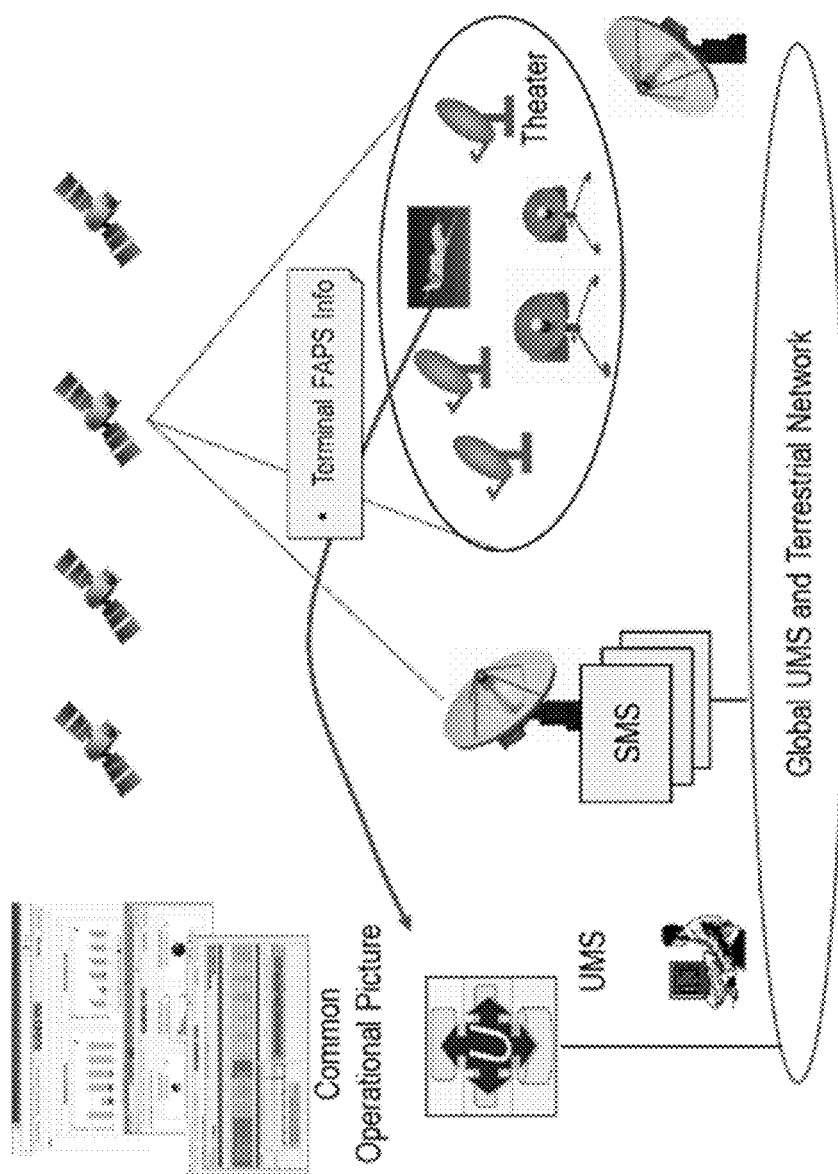 Common
Operational Picture
• Terminal FAPS Info
Theater
U
UMS
SMS
Global UMS and Terrestrial Network